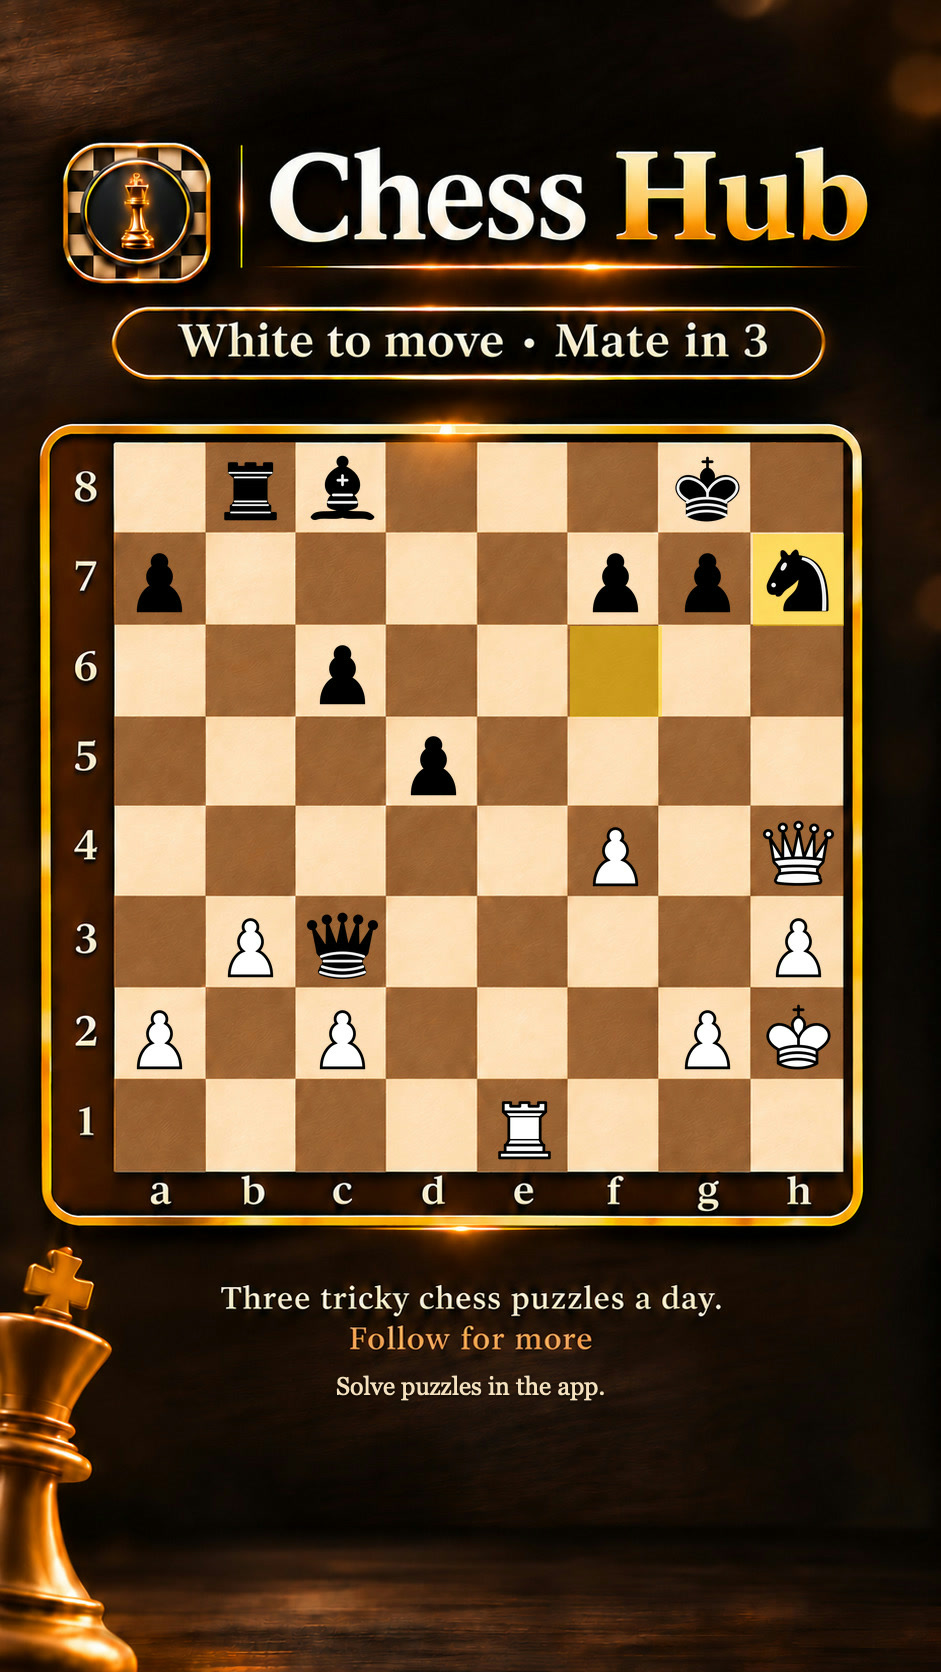 Chess Hub
White to move • Mate in 3
8
7
6
5
4
3
2
1
a b c d e f g h
Three tricky chess puzzles a day.
Follow for more
Solve puzzles in the app.